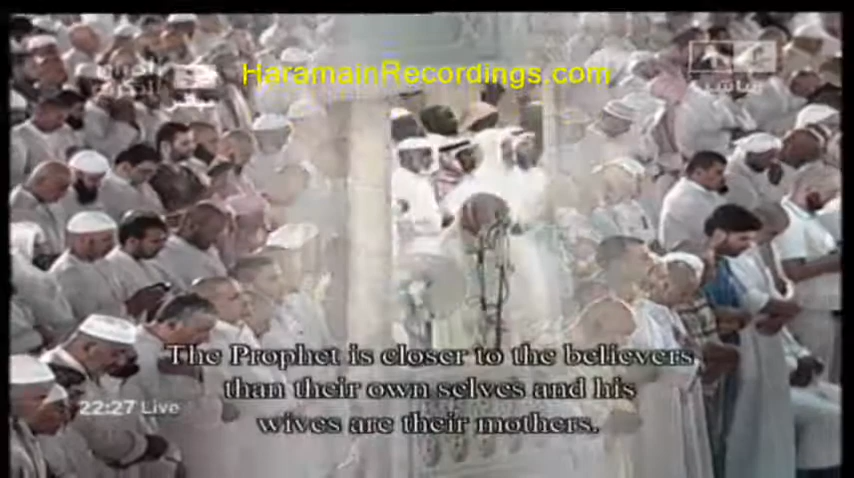 HaramainRecordings.com
مباشر
The Prophet is closer to the believers
than their own selves and his
wives are their mothers.
22:27 Live